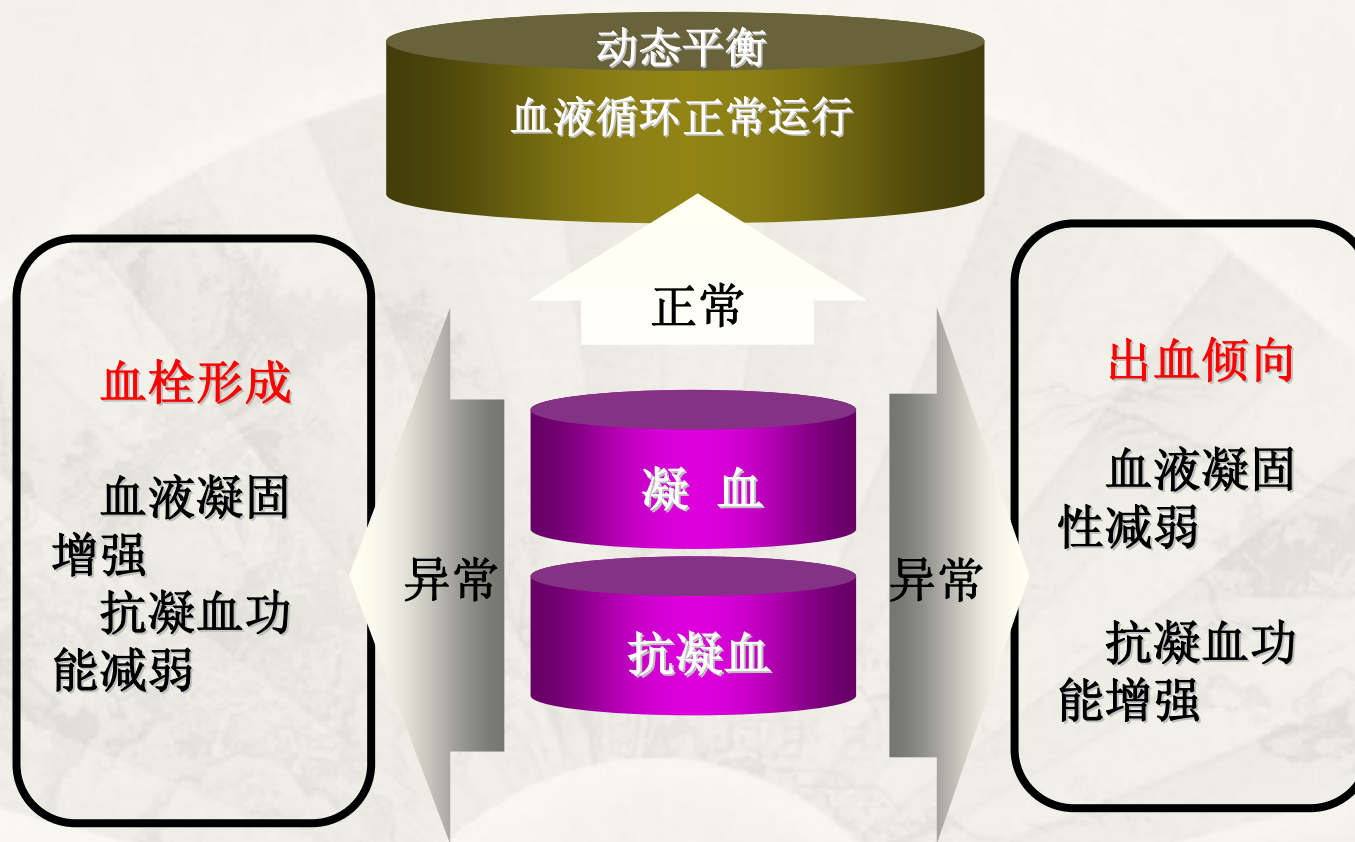 动态平衡
血液循环正常运行
正常
血栓形成
血液凝固
增强
抗凝血功
能减弱
异常
凝 血
抗凝血
异常
出血倾向
血液凝固
性减弱
抗凝血功
能增强